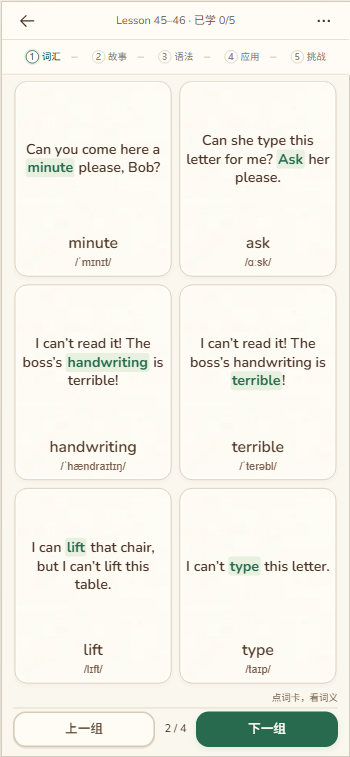 Lesson 45–46 · 已学 0/5
1 词汇 — 2 故事 — 3 语法 — 4 应用 — 5 挑战
Can you come here a
minute please, Bob?
minute
/ˈmɪnɪt/
Can she type this
letter for me? Ask her
please.
ask
/ɑːsk/
I can't read it! The
boss's handwriting is
terrible!
handwriting
/ˈhændraɪtɪŋ/
I can't read it! The
boss's handwriting is
terrible!
terrible
/ˈterəbl/
I can lift that chair,
but I can't lift this
table.
lift
/lɪft/
I can't type this letter.
type
/taɪp/
点词卡，看词义
上一组
2 / 4
下一组